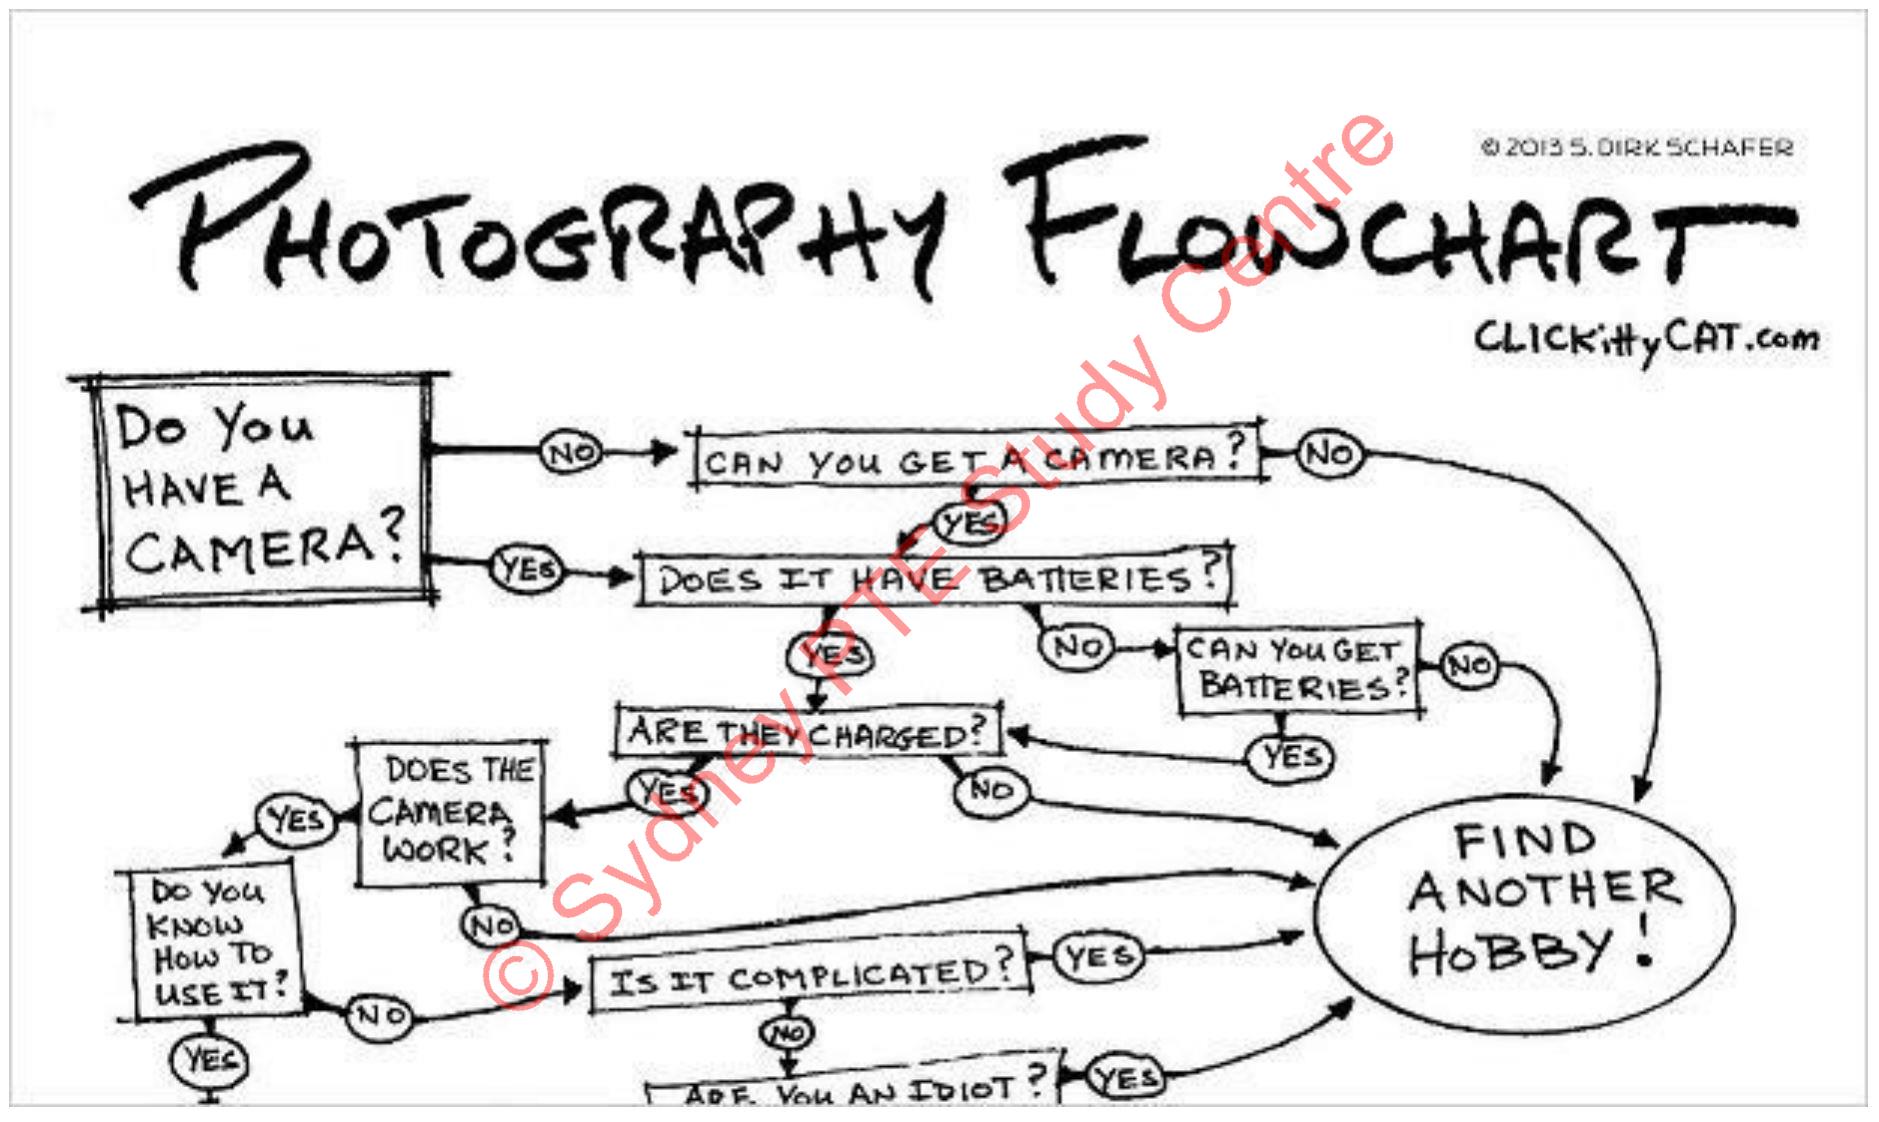 © 2013 S. DIRK SCHAFER
PHOTOGRAPHY FLOWCHART
CLICKittyCAT.com
DO YOU
HAVE A
CAMERA?
NO
CAN YOU GET A CAMERA?
NO
YES
YES
DOES IT HAVE BATTERIES?
YES
NO
CAN YOU GET
BATTERIES?
NO
YES
ARE THEY CHARGED?
YES
NO
DOES THE
CAMERA
WORK?
YES
NO
DO YOU
KNOW
HOW TO
USE IT?
NO
YES
IS IT COMPLICATED?
YES
NO
ARE YOU AN IDIOT?
YES
FIND
ANOTHER
HOBBY!
© Sydney PTE Study Centre